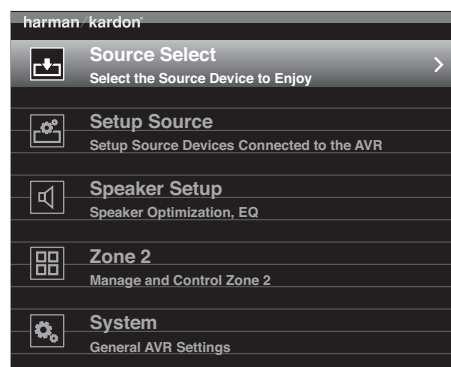 harman/kardon®
Source Select
Select the Source Device to Enjoy
Setup Source
Setup Source Devices Connected to the AVR
Speaker Setup
Speaker Optimization, EQ
Zone 2
Manage and Control Zone 2
System
General AVR Settings